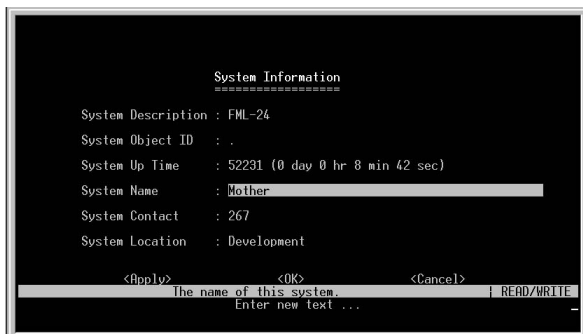 System Information
==================
System Description : FML-24
System Object ID : .
System Up Time : 52231 (0 day 0 hr 8 min 42 sec)
System Name : Mother
System Contact : 267
System Location : Development
<Apply> <OK> <Cancel>
The name of this system. | READ/WRITE
Enter new text ...